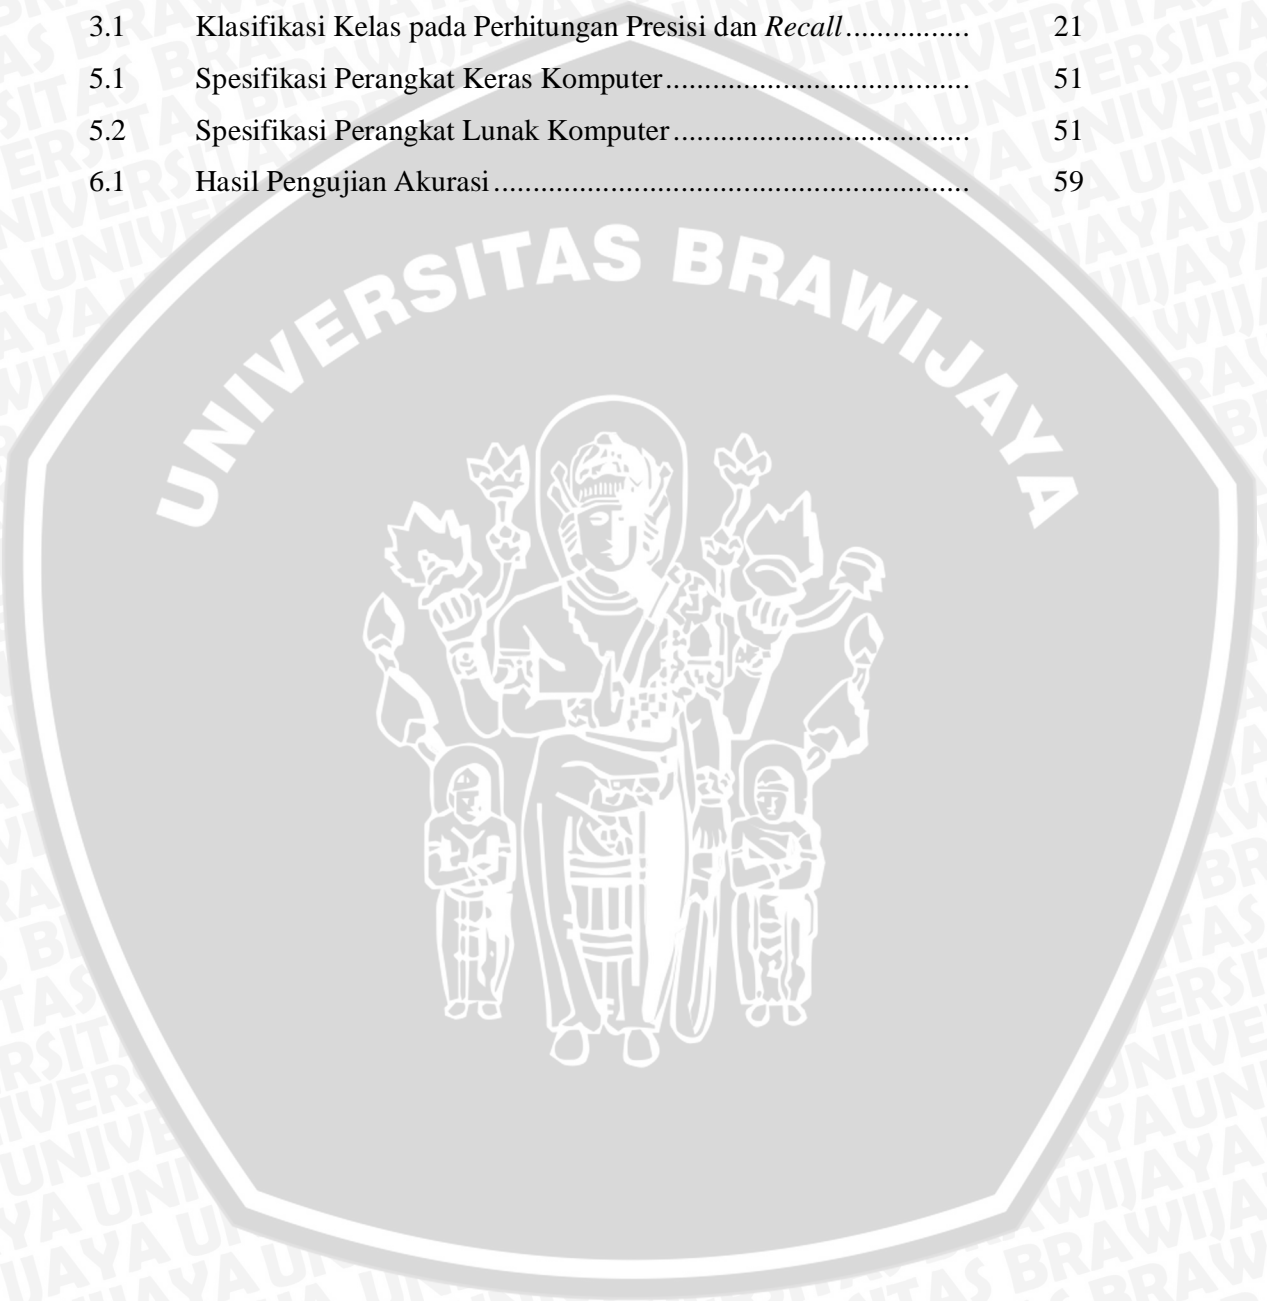 3.1 Klasifikasi Kelas pada Perhitungan Presisi dan Recall................ 21
5.1 Spesifikasi Perangkat Keras Komputer....................................... 51
5.2 Spesifikasi Perangkat Lunak Komputer...................................... 51
6.1 Hasil Pengujian Akurasi............................................................. 59
UNIVERSITAS BRAWIJAYA